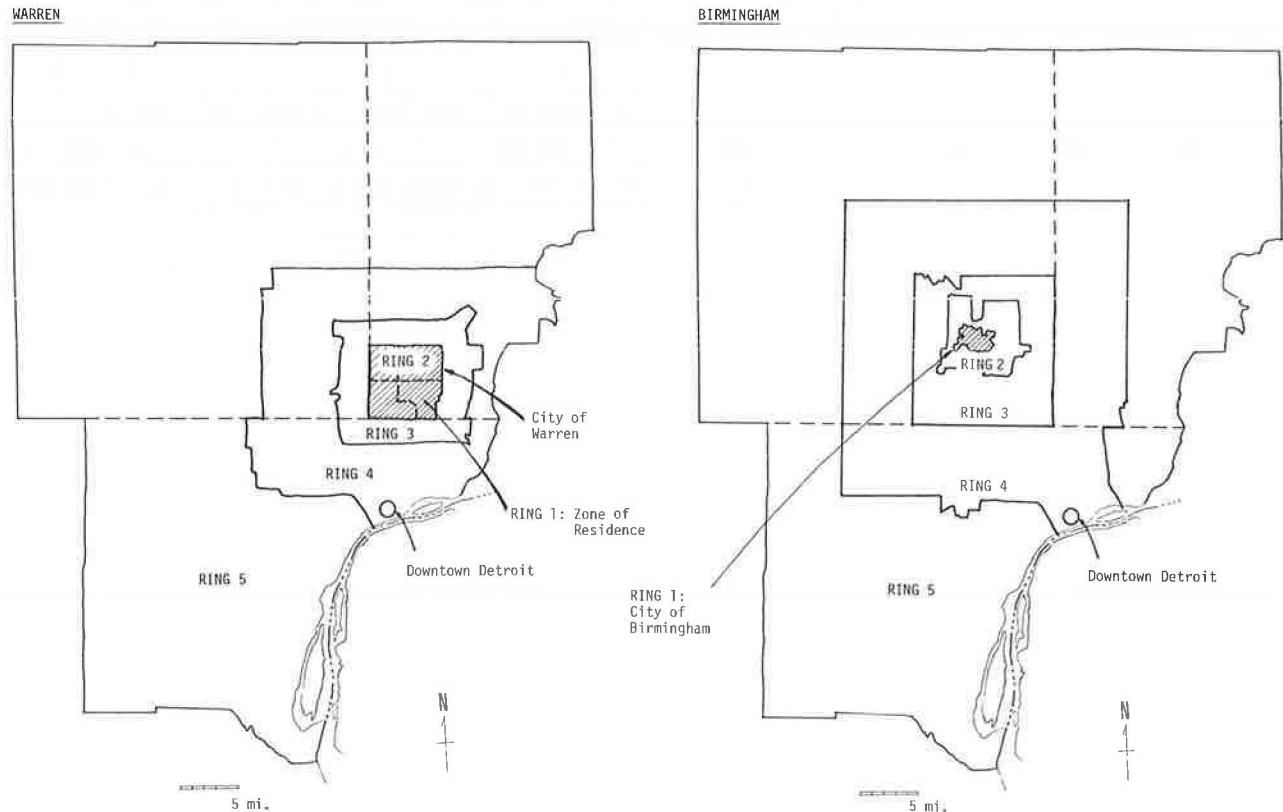 WARREN
RING 2
City of
Warren
RING 3
RING 4
RING 1: Zone of
Residence
Downtown Detroit
RING 5
N
5 mi.
BIRMINGHAM
RING 2
RING 3
RING 4
Downtown Detroit
RING 1:
City of
Birmingham
RING 5
N
5 mi.